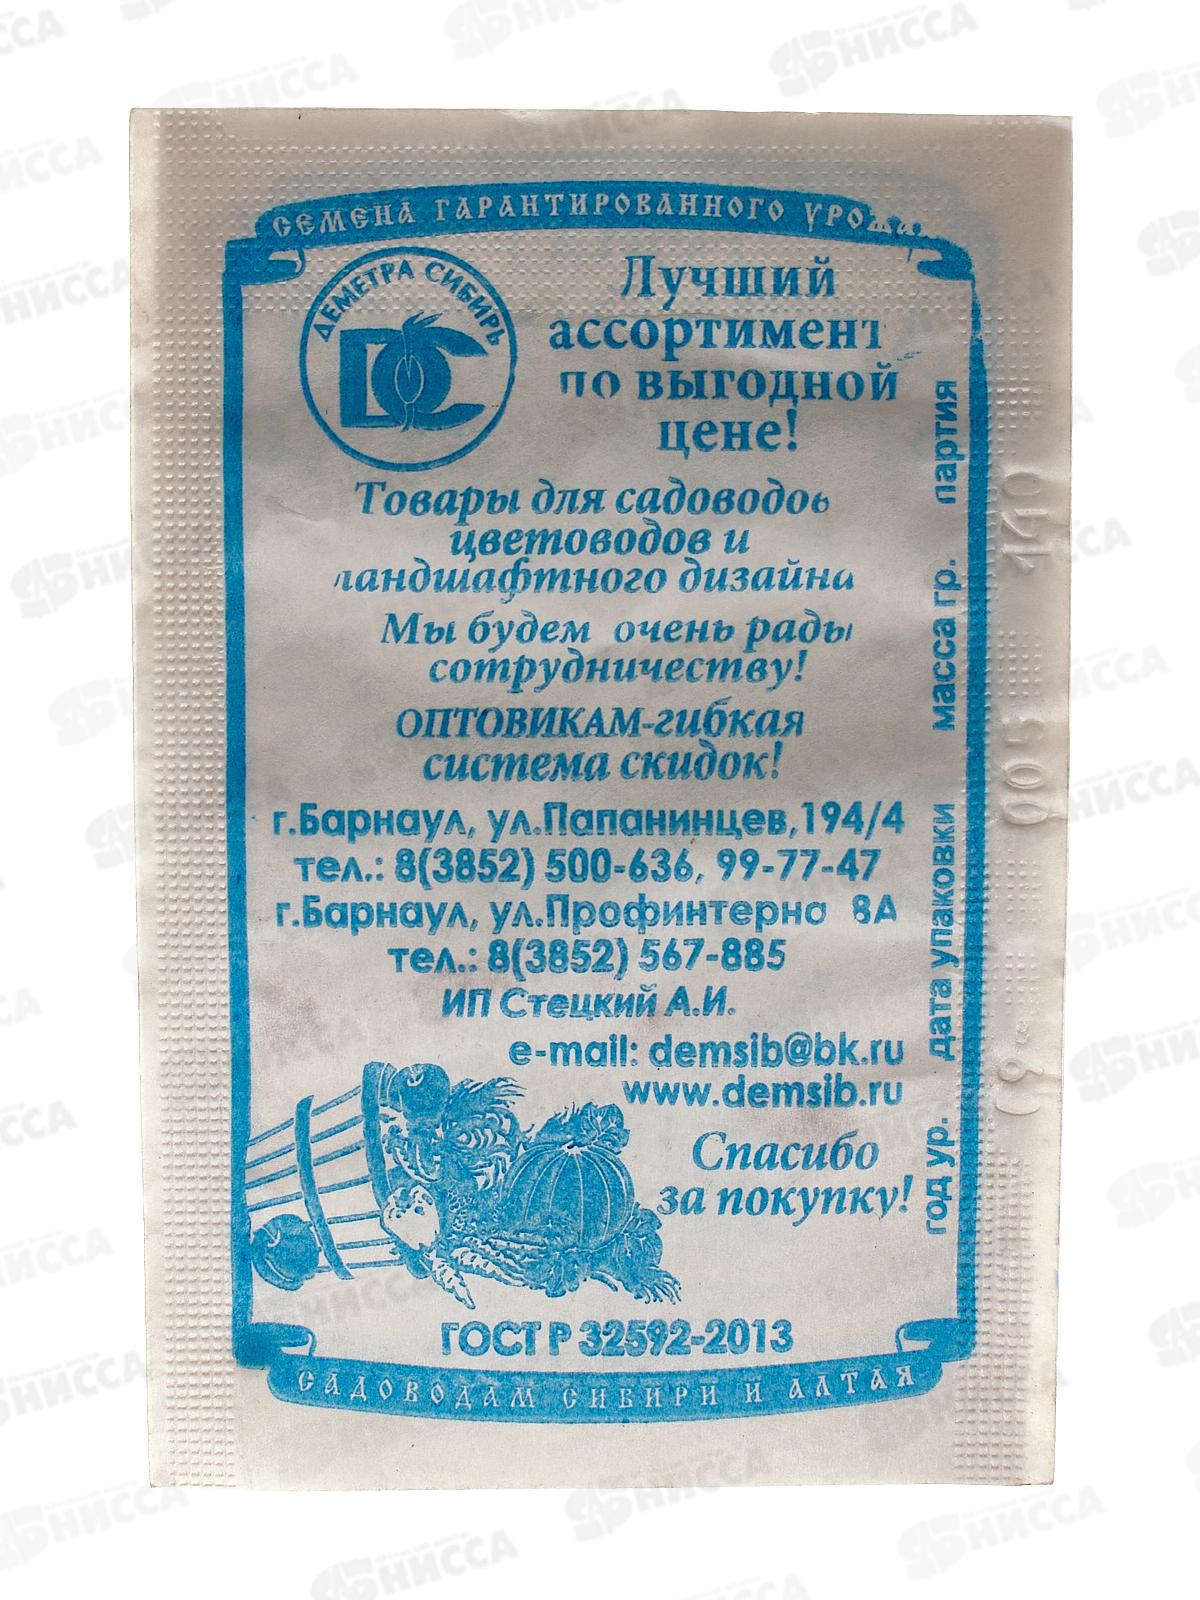 СЕМЕНА ГАРАНТИРОВАННОГО
ДЕМЕТРА СИБИРЬ
DC
Лучший
ассортимент
по выгодной
цене!
Товары для садоводов
цветоводов и
ландшафтного дизайна
Мы будем очень рады
сотрудничеству!
ОПТОВИКАМ-гибкая
система скидок!
г.Барнаул, ул.Папанинцев,194/4
тел.: 8(3852) 500-636, 99-77-47
г.Барнаул, ул.Профинтерна 8А
тел.: 8(3852) 567-885
ИП Стецкий А.И.
e-mail: demsib@bk.ru
www.demsib.ru
Спасибо
за покупку!
ГОСТ Р 32592-2013
САДОВОДАМ СИБИРИ И АЛТАЯ
год ур. дата упаковки масса гр. партия
НИССА